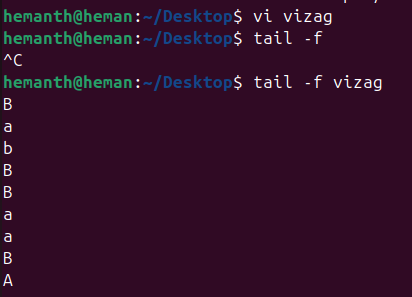 hemanth@heman:~/Desktop$ vi vizag
hemanth@heman:~/Desktop$ tail -f
^C
hemanth@heman:~/Desktop$ tail -f vizag
B
a
b
B
B
a
a
B
A